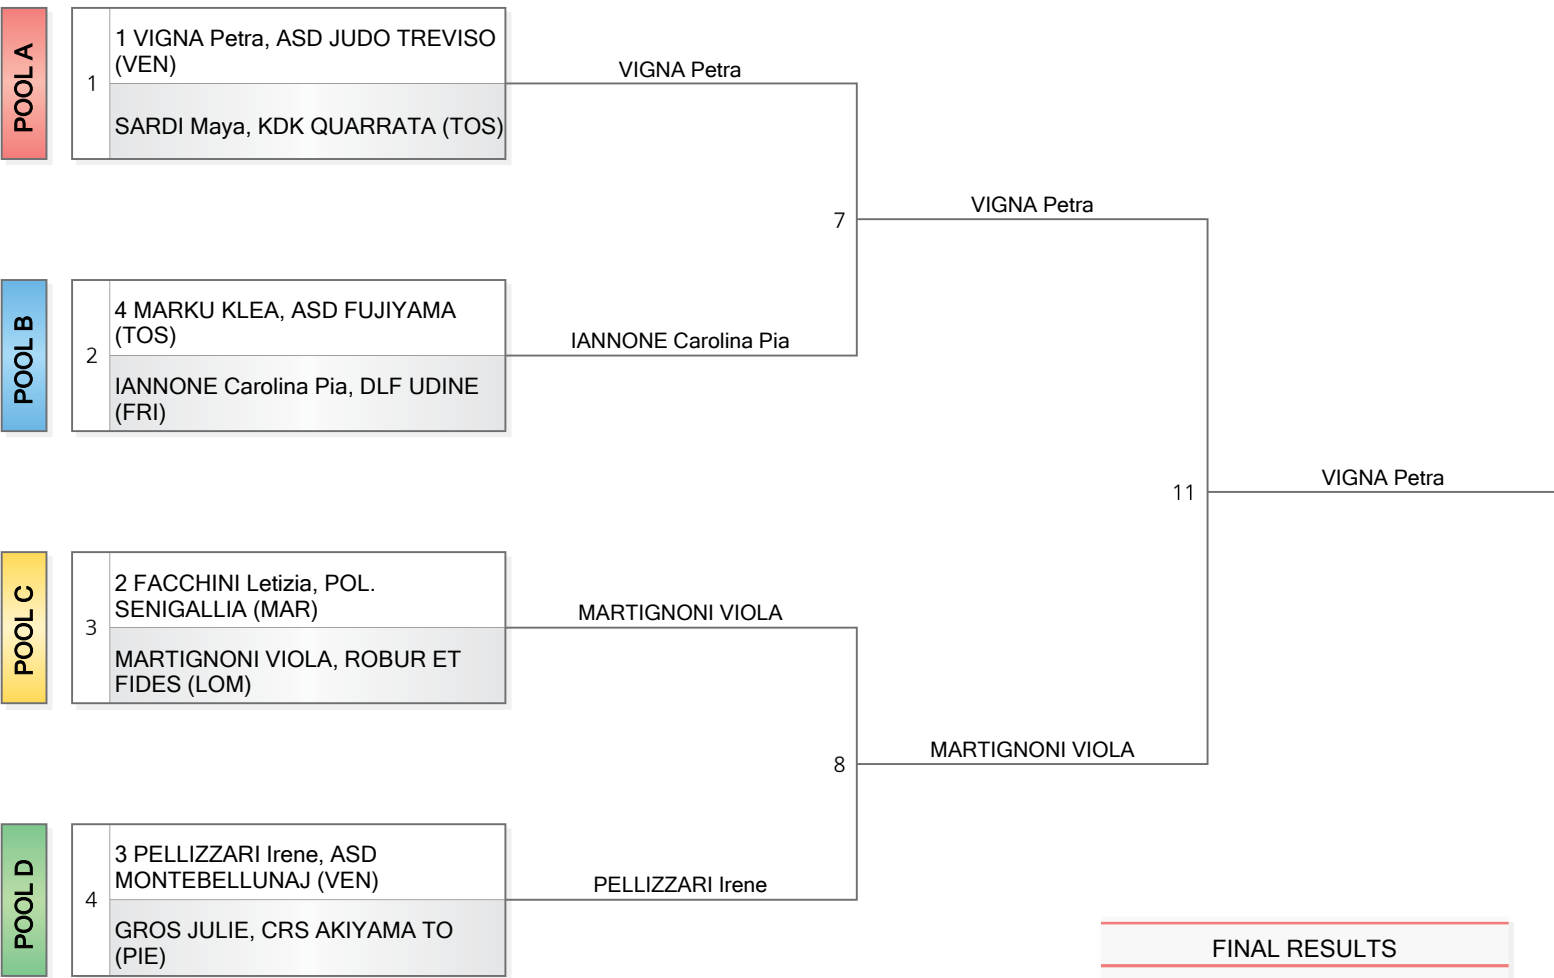 POOL A
1
1 VIGNA Petra, ASD JUDO TREVISO
(VEN)
SARDI Maya, KDK QUARRATA (TOS)
VIGNA Petra
7
VIGNA Petra
POOL B
2
4 MARKU KLEA, ASD FUJIYAMA
(TOS)
IANNONE Carolina Pia, DLF UDINE
(FRI)
IANNONE Carolina Pia
11
VIGNA Petra
POOL C
3
2 FACCHINI Letizia, POL.
SENIGALLIA (MAR)
MARTIGNONI VIOLA, ROBUR ET
FIDES (LOM)
MARTIGNONI VIOLA
8
MARTIGNONI VIOLA
POOL D
4
3 PELLIZZARI Irene, ASD
MONTEBELLUNAJ (VEN)
GROS JULIE, CRS AKIYAMA TO
(PIE)
PELLIZZARI Irene
FINAL RESULTS